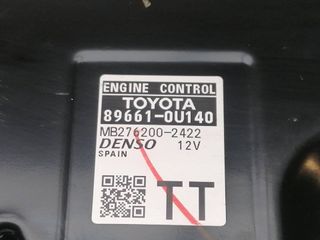 ENGINE CONTROL
TOYOTA
89661-0U140
MB276200-2422
DENSO 12V
SPAIN
TT